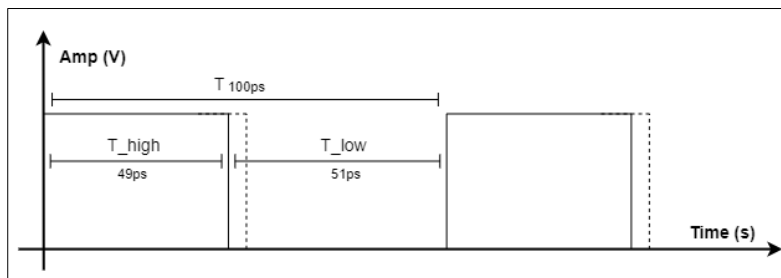 Amp (V)
T 100ps
T_high
T_low
49ps
51ps
Time (s)